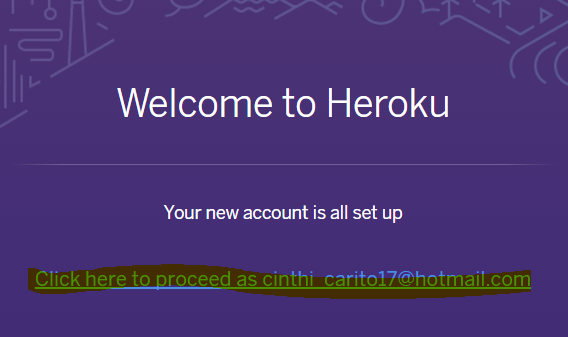 Welcome to Heroku
Your new account is all set up
Click here to proceed as cinthi_carito17@hotmail.com